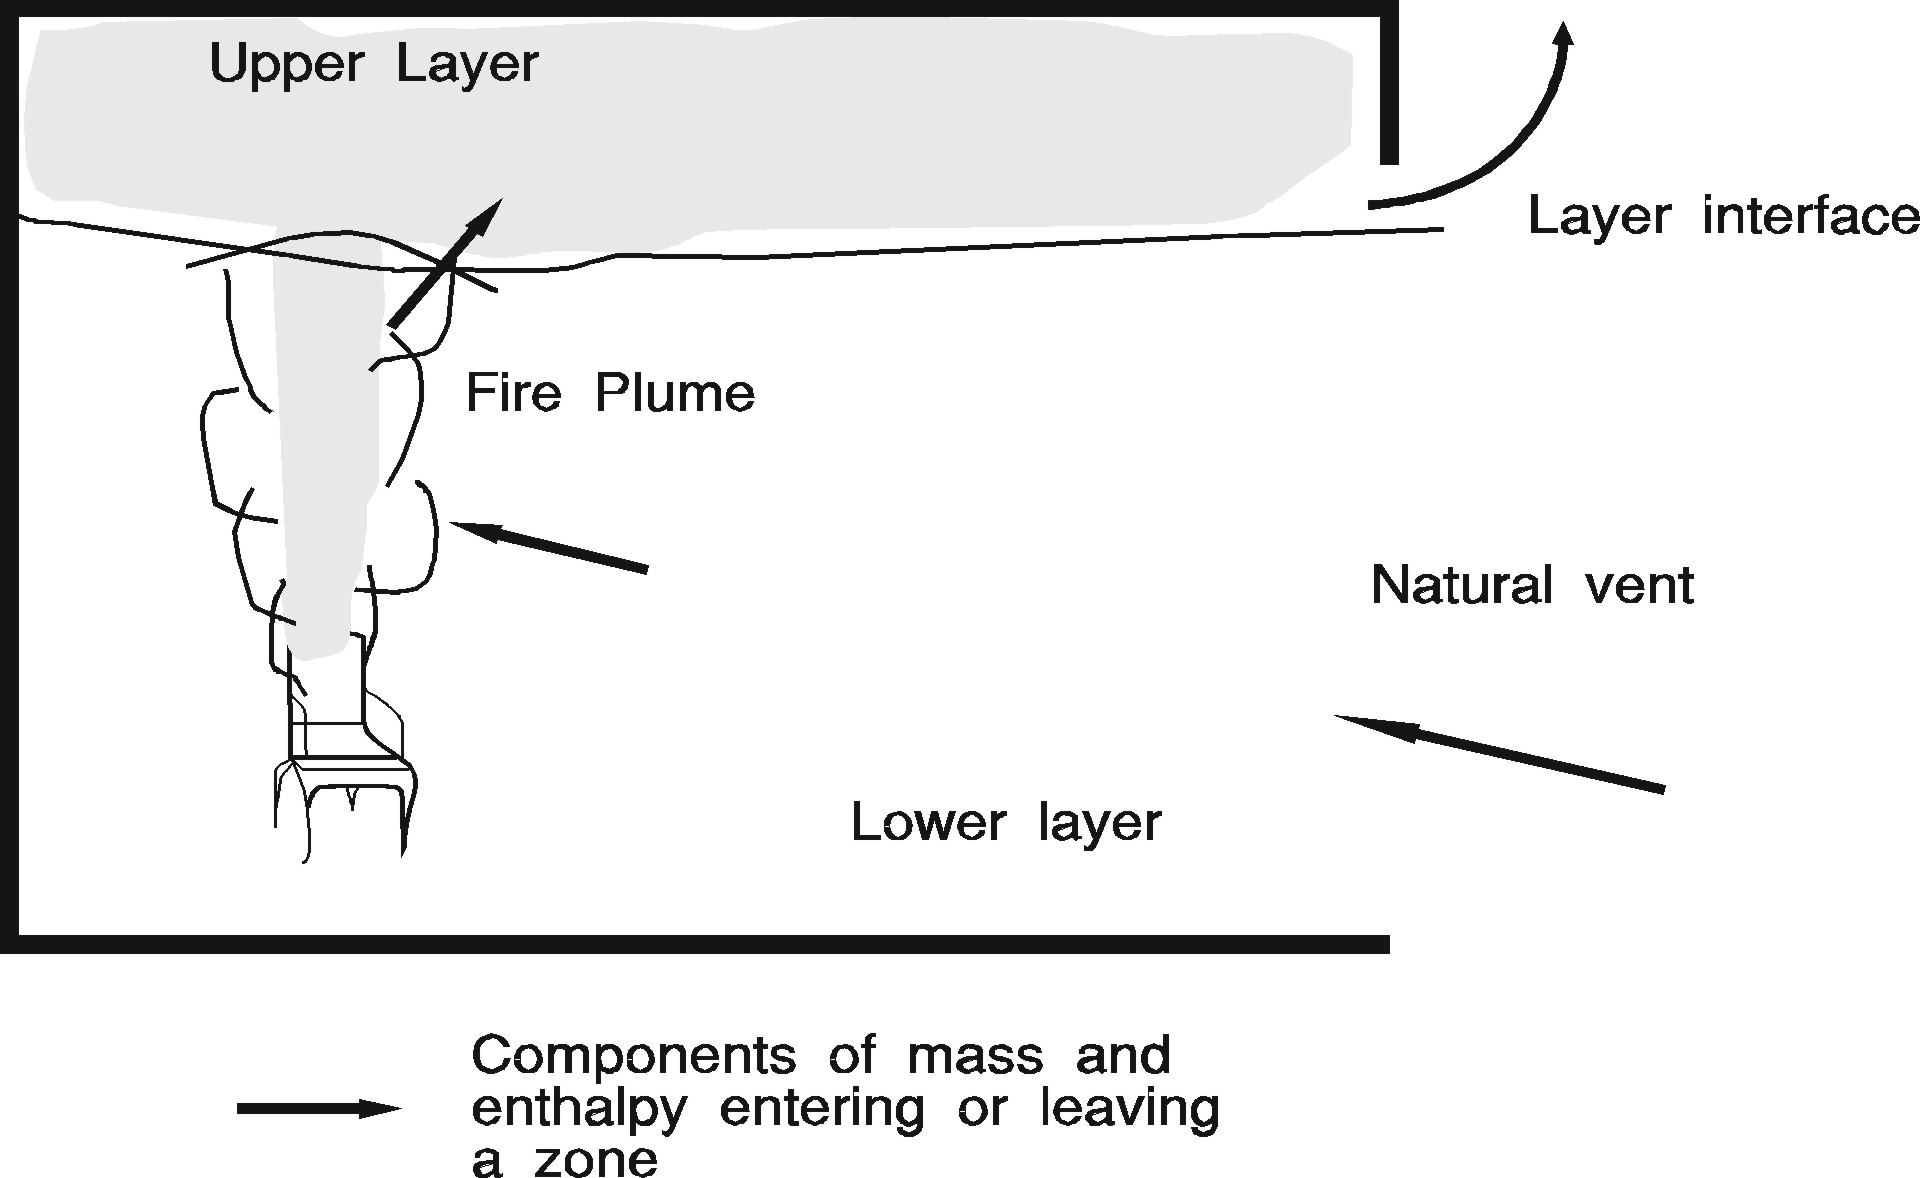 Upper Layer
Layer interface
Fire Plume
Natural vent
Lower layer
Components of mass and
enthalpy entering or leaving
a zone